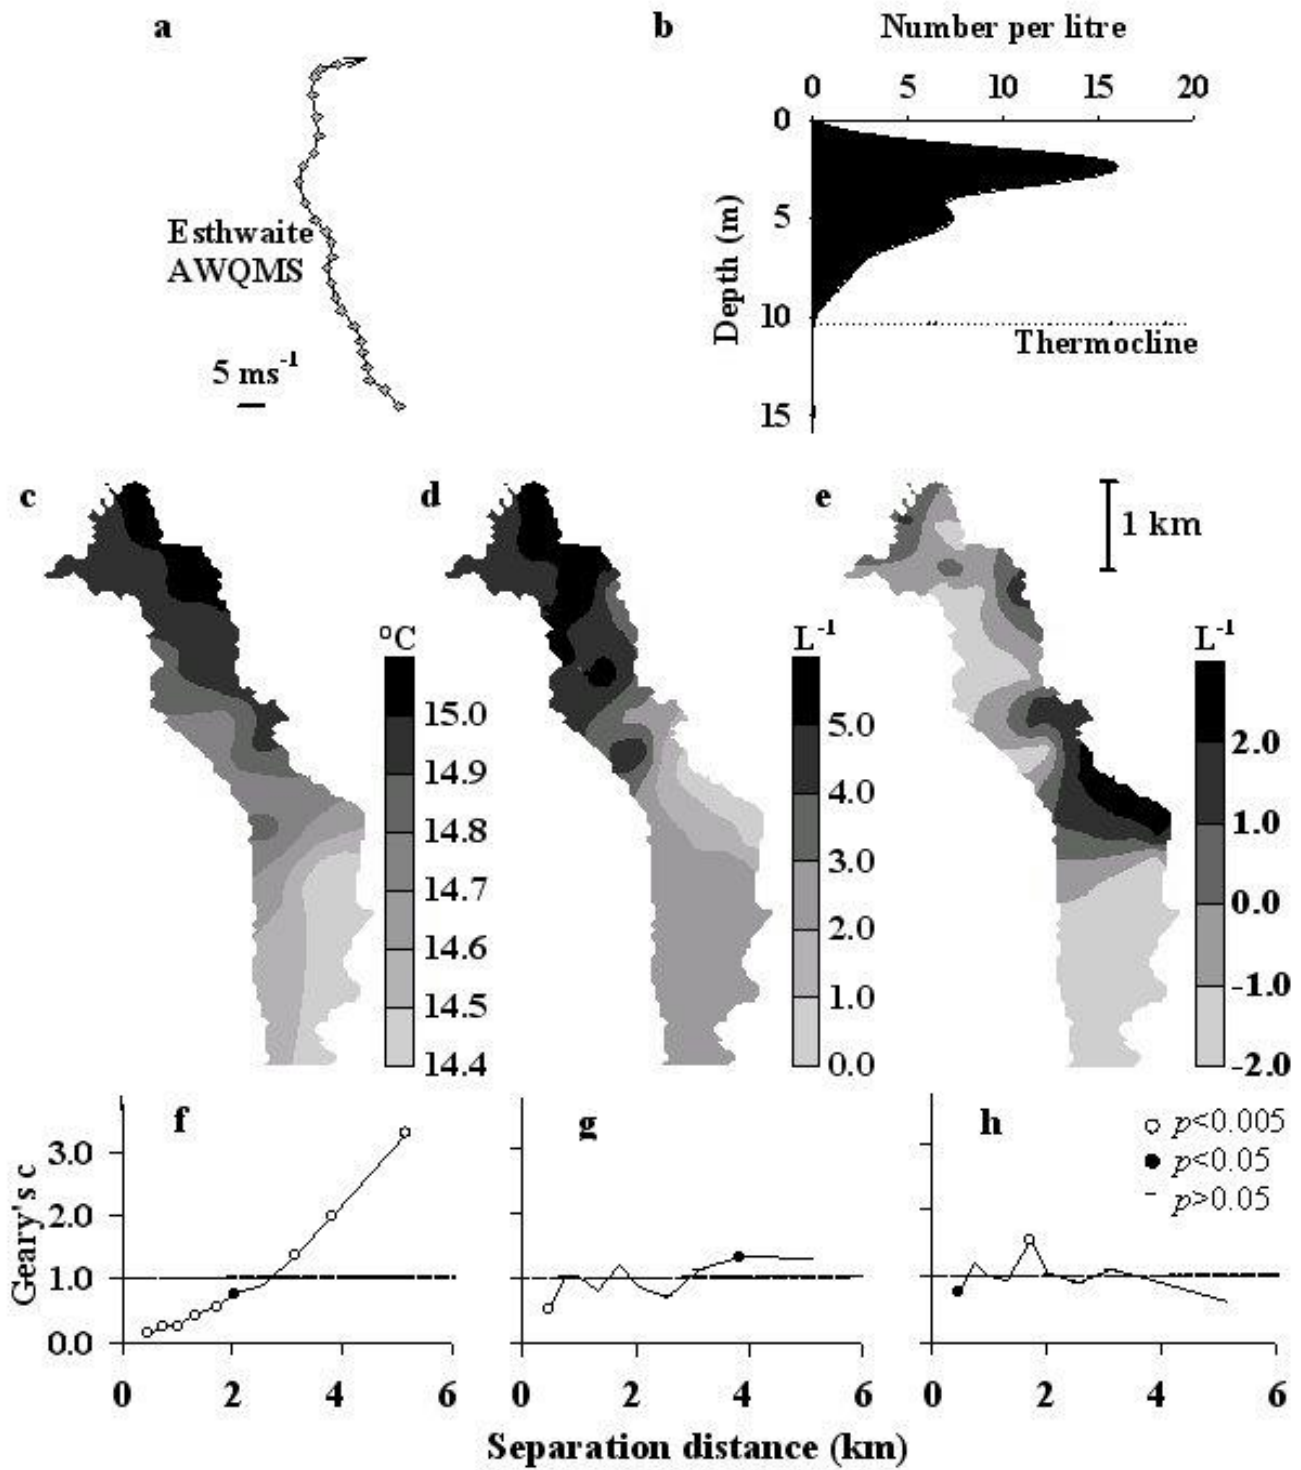 a
b
Number per litre
0 5 10 15 20
0
5
10
15
Depth (m)
Thermocline
Esthwaite
AWQMS
5 ms⁻¹
c
d
e
1 km
°C
15.0
14.9
14.8
14.7
14.6
14.5
14.4
L⁻¹
5.0
4.0
3.0
2.0
1.0
0.0
L⁻¹
2.0
1.0
0.0
-1.0
-2.0
f
g
h
p<0.005
p<0.05
p>0.05
Geary's c
3.0
2.0
1.0
0.0
0 2 4 6
0 2 4 6
0 2 4 6
Separation distance (km)